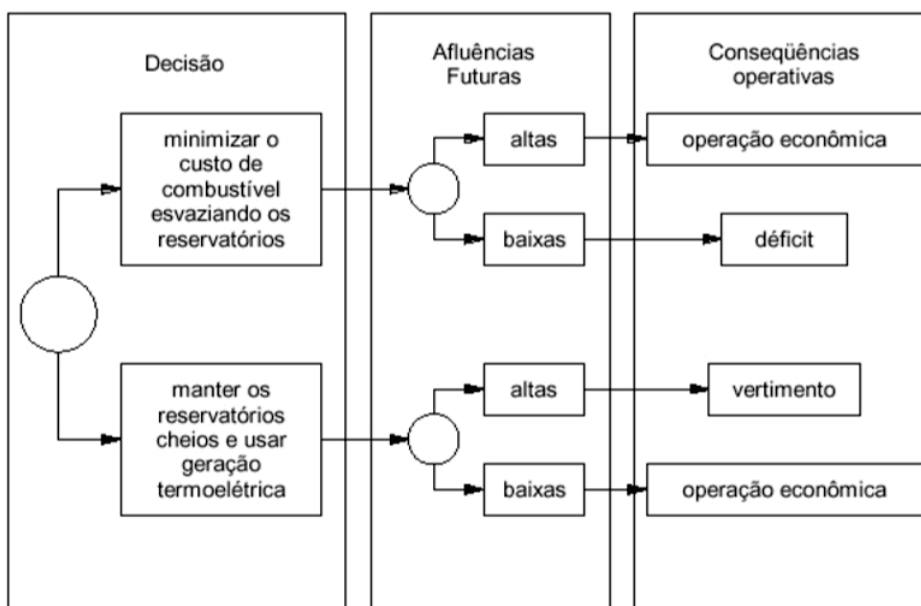 Decisão
Afluências
Futuras
Conseqüências
operativas
minimizar o
custo de
combustível
esvaziando os
reservatórios
altas
operação econômica
baixas
déficit
manter os
reservatórios
cheios e usar
geração
termoelétrica
altas
vertimento
baixas
operação econômica